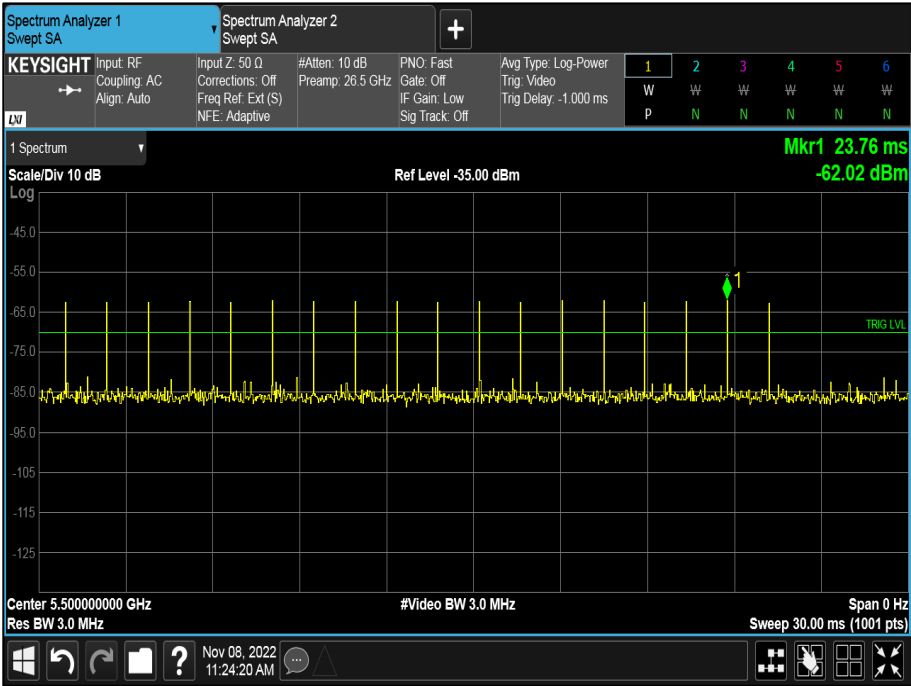 Spectrum Analyzer 1
Swept SA
Spectrum Analyzer 2
Swept SA
+
KEYSIGHT
LXI
Input: RF
Coupling: AC
Align: Auto
Input Z: 50 Ω
Corrections: Off
Freq Ref: Ext (S)
NFE: Adaptive
#Atten: 10 dB
Preamp: 26.5 GHz
PNO: Fast
Gate: Off
IF Gain: Low
Sig Track: Off
Avg Type: Log-Power
Trig: Video
Trig Delay: -1.000 ms
1 2 3 4 5 6
W W W W W W
P N N N N N
1 Spectrum
Mkr1 23.76 ms
-62.02 dBm
Scale/Div 10 dB
Ref Level -35.00 dBm
Log
-45.0
-55.0
1
-65.0
TRIG LVL
-75.0
-85.0
-95.0
-105
-115
-125
Center 5.500000000 GHz
#Video BW 3.0 MHz
Span 0 Hz
Res BW 3.0 MHz
Sweep 30.00 ms (1001 pts)
?
Nov 08, 2022
11:24:20 AM